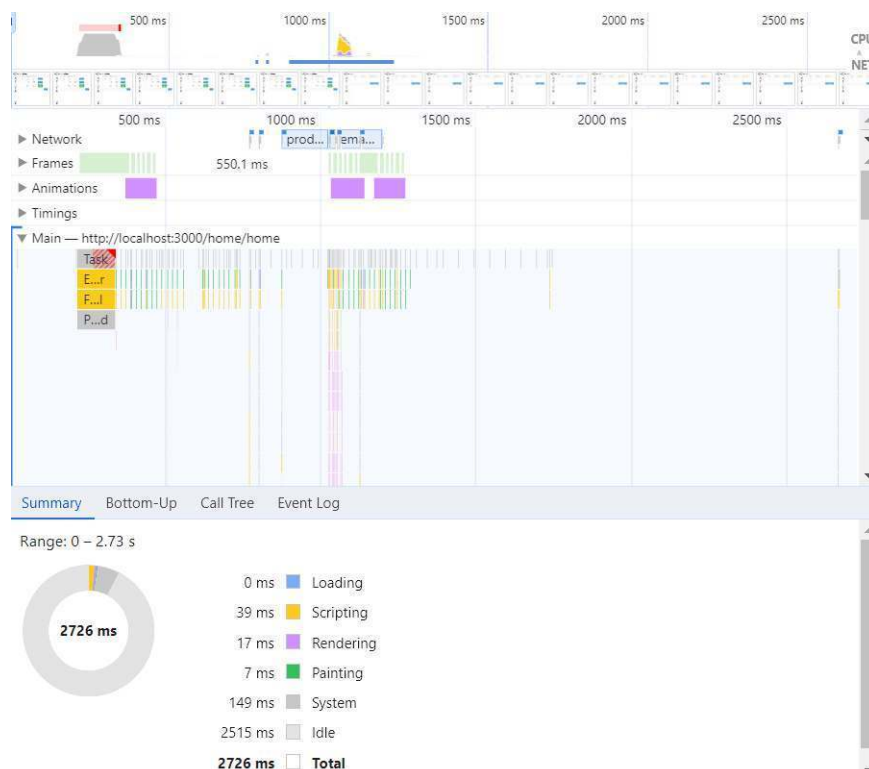 500 ms 1000 ms 1500 ms 2000 ms 2500 ms
CPU
NET
500 ms 1000 ms 1500 ms 2000 ms 2500 ms
Network prod... ema...
Frames 550.1 ms
Animations
Timings
Main — http://localhost:3000/home/home
Task
E...r
F...l
P...d
Summary Bottom-Up Call Tree Event Log
Range: 0 – 2.73 s
2726 ms
0 ms Loading
39 ms Scripting
17 ms Rendering
7 ms Painting
149 ms System
2515 ms Idle
2726 ms Total